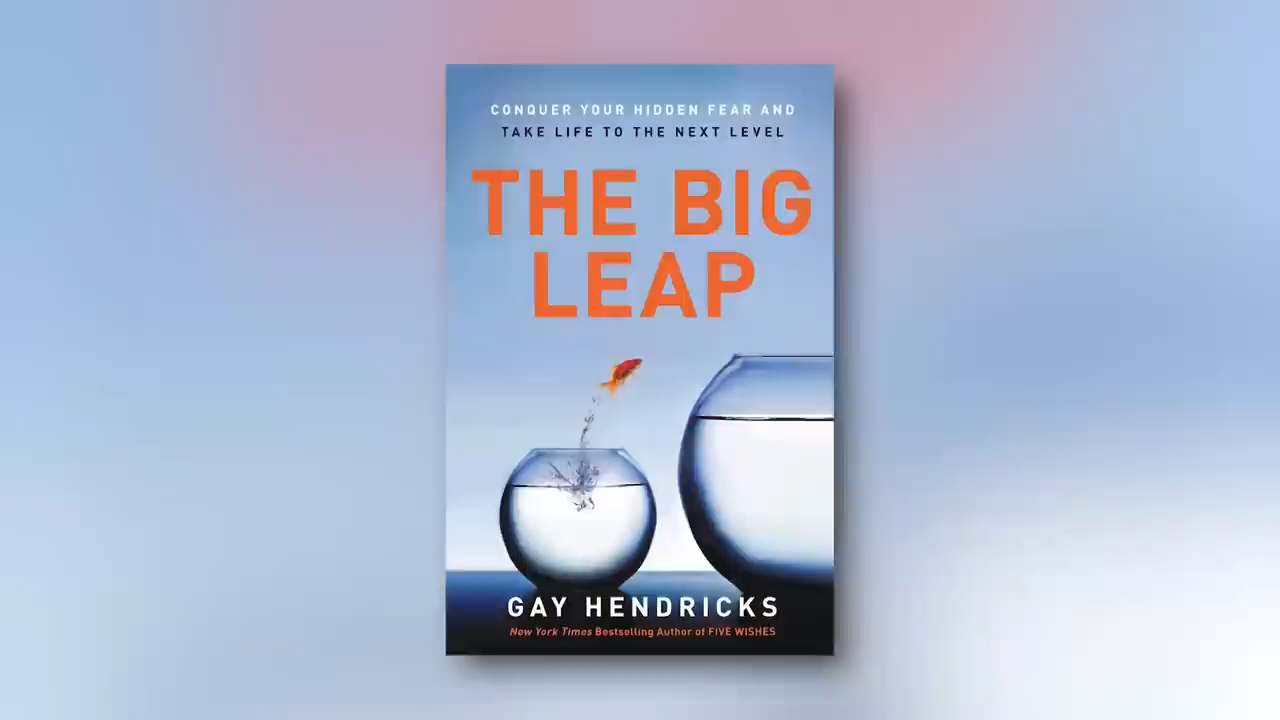 CONQUER YOUR HIDDEN FEAR AND
TAKE LIFE TO THE NEXT LEVEL
THE BIG
LEAP
GAY HENDRICKS
New York Times Bestselling Author of FIVE WISHES